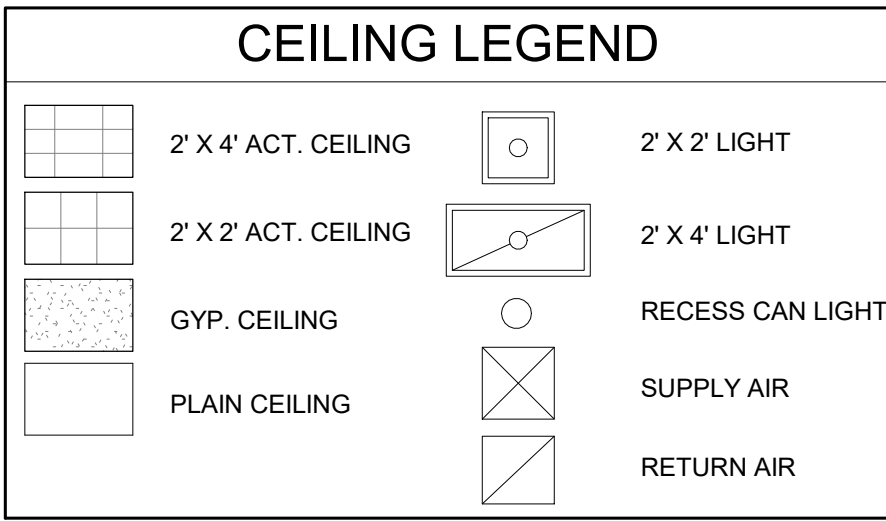 CEILING LEGEND
2' X 4' ACT. CEILING
2' X 2' ACT. CEILING
GYP. CEILING
PLAIN CEILING
2' X 2' LIGHT
2' X 4' LIGHT
RECESS CAN LIGHT
SUPPLY AIR
RETURN AIR